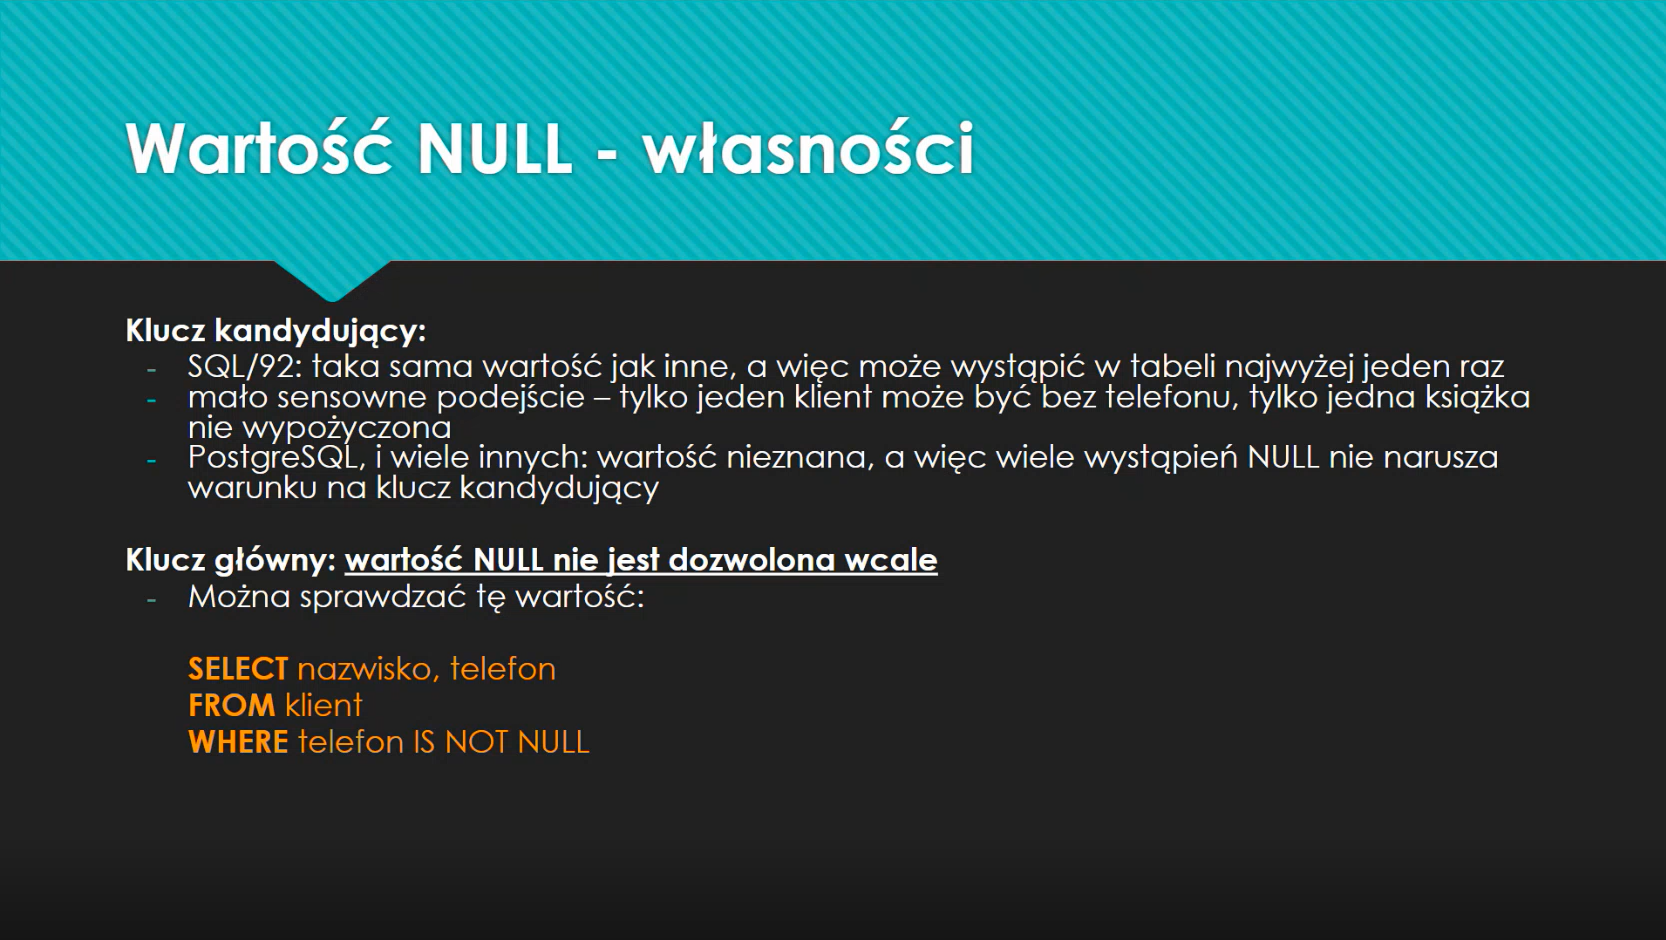 Wartość NULL - własności
Klucz kandydujący:
- SQL/92: taka sama wartość jak inne, a więc może wystąpić w tabeli najwyżej jeden raz
- mało sensowne podejście – tylko jeden klient może być bez telefonu, tylko jedna książka
nie wypożyczona
- PostgreSQL, i wiele innych: wartość nieznana, a więc wiele wystąpień NULL nie narusza
warunku na klucz kandydujący
Klucz główny: wartość NULL nie jest dozwolona wcale
- Można sprawdzać tę wartość:
SELECT nazwisko, telefon
FROM klient
WHERE telefon IS NOT NULL